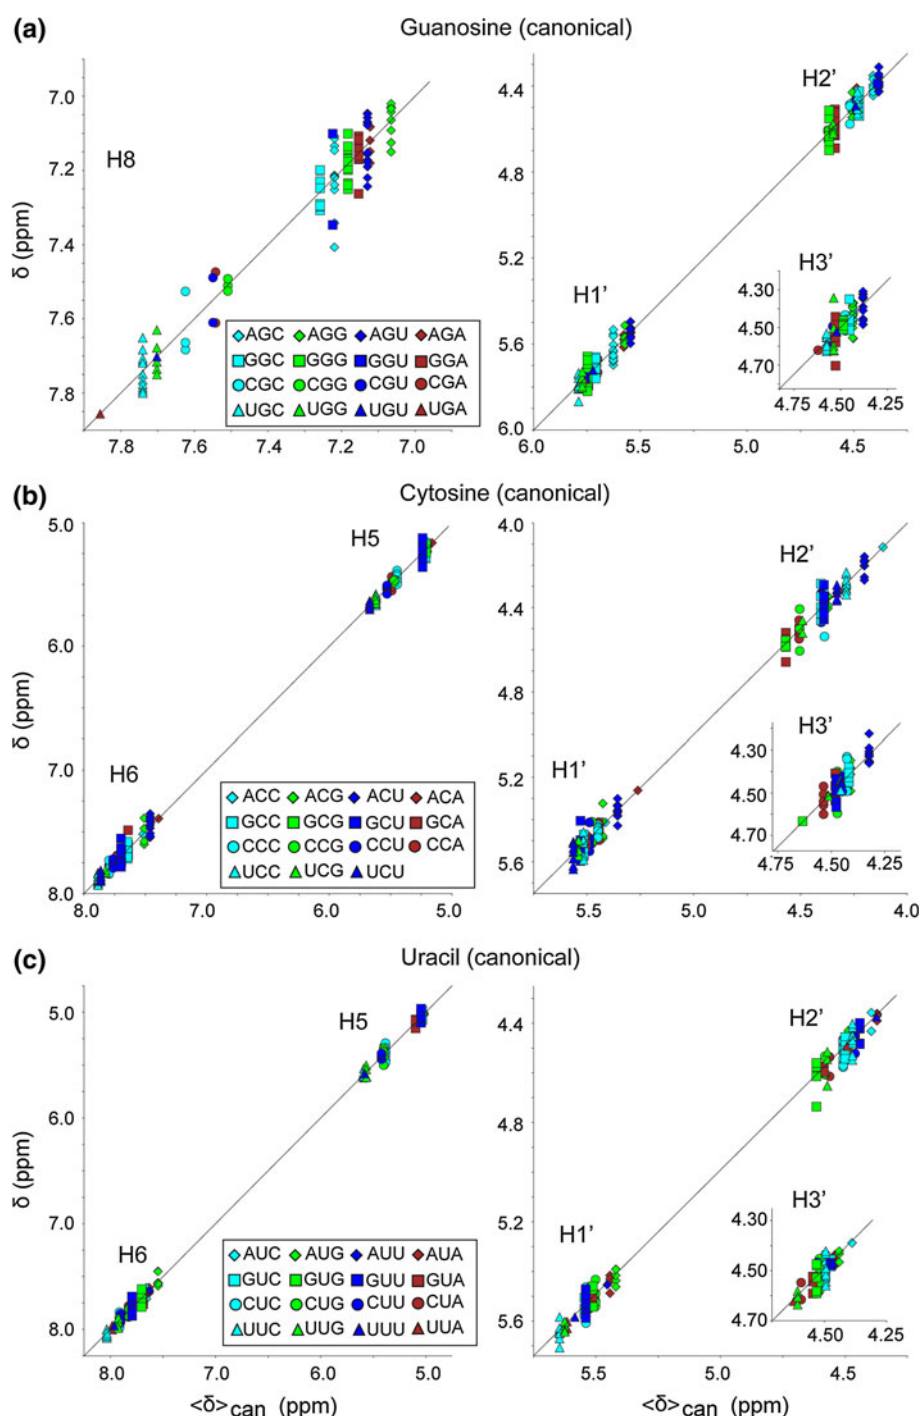 (a) Guanosine (canonical)
H8
δ (ppm)
7.0
7.2
7.4
7.6
7.8
7.8 7.6 7.4 7.2 7.0
AGC AGG AGU AGA
GGC GGG GGU GGA
CGC CGG CGU CGA
UGC UGG UGU UGA
H2'
H1'
4.4
4.8
5.2
5.6
6.0
6.0 5.5 5.0 4.5
H3'
4.30
4.50
4.70
4.75 4.50 4.25
(b) Cytosine (canonical)
H5
H6
δ (ppm)
5.0
6.0
7.0
8.0
8.0 7.0 6.0 5.0
ACC ACG ACU ACA
GCC GCG GCU GCA
CCC CCG CCU CCA
UCC UCG UCU
H2'
H1'
4.0
4.4
4.8
5.2
5.6
5.5 5.0 4.5 4.0
H3'
4.30
4.50
4.70
4.75 4.50 4.25
(c) Uracil (canonical)
H5
H6
δ (ppm)
5.0
6.0
7.0
8.0
8.0 7.0 6.0 5.0
AUC AUG AUU AUA
GUC GUG GUU GUA
CUC CUG CUU CUA
UUC UUG UUU UUA
<δ>can (ppm)
H2'
H1'
4.4
4.8
5.2
5.6
5.5 5.0 4.5
H3'
4.30
4.50
4.70
4.50 4.25
<δ>can (ppm)